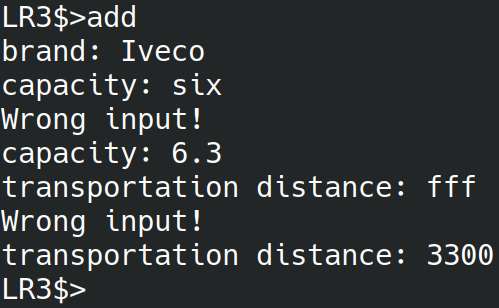 LR3$>add
brand: Iveco
capacity: six
Wrong input!
capacity: 6.3
transportation distance: fff
Wrong input!
transportation distance: 3300
LR3$>